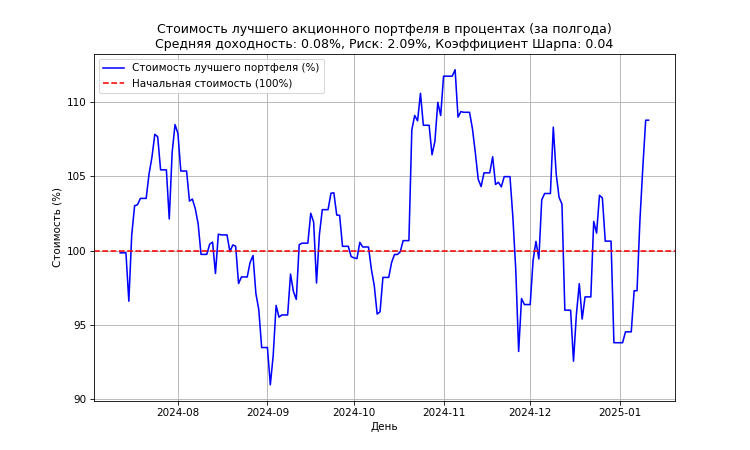 Стоимость лучшего акционного портфеля в процентах (за полгода)
Средняя доходность: 0.08%, Риск: 2.09%, Коэффициент Шарпа: 0.04
Стоимость лучшего портфеля (%)
Начальная стоимость (100%)
Стоимость (%)
110
105
100
95
90
2024-08
2024-09
2024-10
2024-11
2024-12
2025-01
День